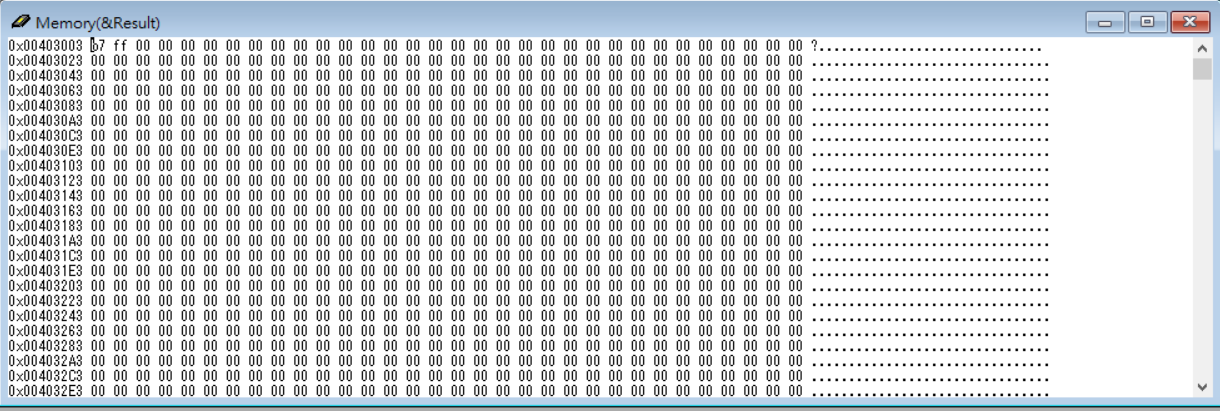 Memory(&Result)
0x00403003 b7 ff 00 00 00 00 00 00 00 00 00 00 00 00 00 00 00 00 00 00 00 00 00 00 00 00 00 00 00 00 00 00 ?..............................
0x00403023 00 00 00 00 00 00 00 00 00 00 00 00 00 00 00 00 00 00 00 00 00 00 00 00 00 00 00 00 00 00 00 00 ................................
0x00403043 00 00 00 00 00 00 00 00 00 00 00 00 00 00 00 00 00 00 00 00 00 00 00 00 00 00 00 00 00 00 00 00 ................................
0x00403063 00 00 00 00 00 00 00 00 00 00 00 00 00 00 00 00 00 00 00 00 00 00 00 00 00 00 00 00 00 00 00 00 ................................
0x00403083 00 00 00 00 00 00 00 00 00 00 00 00 00 00 00 00 00 00 00 00 00 00 00 00 00 00 00 00 00 00 00 00 ................................
0x004030A3 00 00 00 00 00 00 00 00 00 00 00 00 00 00 00 00 00 00 00 00 00 00 00 00 00 00 00 00 00 00 00 00 ................................
0x004030C3 00 00 00 00 00 00 00 00 00 00 00 00 00 00 00 00 00 00 00 00 00 00 00 00 00 00 00 00 00 00 00 00 ................................
0x004030E3 00 00 00 00 00 00 00 00 00 00 00 00 00 00 00 00 00 00 00 00 00 00 00 00 00 00 00 00 00 00 00 00 ................................
0x00403103 00 00 00 00 00 00 00 00 00 00 00 00 00 00 00 00 00 00 00 00 00 00 00 00 00 00 00 00 00 00 00 00 ................................
0x00403123 00 00 00 00 00 00 00 00 00 00 00 00 00 00 00 00 00 00 00 00 00 00 00 00 00 00 00 00 00 00 00 00 ................................
0x00403143 00 00 00 00 00 00 00 00 00 00 00 00 00 00 00 00 00 00 00 00 00 00 00 00 00 00 00 00 00 00 00 00 ................................
0x00403163 00 00 00 00 00 00 00 00 00 00 00 00 00 00 00 00 00 00 00 00 00 00 00 00 00 00 00 00 00 00 00 00 ................................
0x00403183 00 00 00 00 00 00 00 00 00 00 00 00 00 00 00 00 00 00 00 00 00 00 00 00 00 00 00 00 00 00 00 00 ................................
0x004031A3 00 00 00 00 00 00 00 00 00 00 00 00 00 00 00 00 00 00 00 00 00 00 00 00 00 00 00 00 00 00 00 00 ................................
0x004031C3 00 00 00 00 00 00 00 00 00 00 00 00 00 00 00 00 00 00 00 00 00 00 00 00 00 00 00 00 00 00 00 00 ................................
0x004031E3 00 00 00 00 00 00 00 00 00 00 00 00 00 00 00 00 00 00 00 00 00 00 00 00 00 00 00 00 00 00 00 00 ................................
0x00403203 00 00 00 00 00 00 00 00 00 00 00 00 00 00 00 00 00 00 00 00 00 00 00 00 00 00 00 00 00 00 00 00 ................................
0x00403223 00 00 00 00 00 00 00 00 00 00 00 00 00 00 00 00 00 00 00 00 00 00 00 00 00 00 00 00 00 00 00 00 ................................
0x00403243 00 00 00 00 00 00 00 00 00 00 00 00 00 00 00 00 00 00 00 00 00 00 00 00 00 00 00 00 00 00 00 00 ................................
0x00403263 00 00 00 00 00 00 00 00 00 00 00 00 00 00 00 00 00 00 00 00 00 00 00 00 00 00 00 00 00 00 00 00 ................................
0x00403283 00 00 00 00 00 00 00 00 00 00 00 00 00 00 00 00 00 00 00 00 00 00 00 00 00 00 00 00 00 00 00 00 ................................
0x004032A3 00 00 00 00 00 00 00 00 00 00 00 00 00 00 00 00 00 00 00 00 00 00 00 00 00 00 00 00 00 00 00 00 ................................
0x004032C3 00 00 00 00 00 00 00 00 00 00 00 00 00 00 00 00 00 00 00 00 00 00 00 00 00 00 00 00 00 00 00 00 ................................
0x004032E3 00 00 00 00 00 00 00 00 00 00 00 00 00 00 00 00 00 00 00 00 00 00 00 00 00 00 00 00 00 00 00 00 ................................